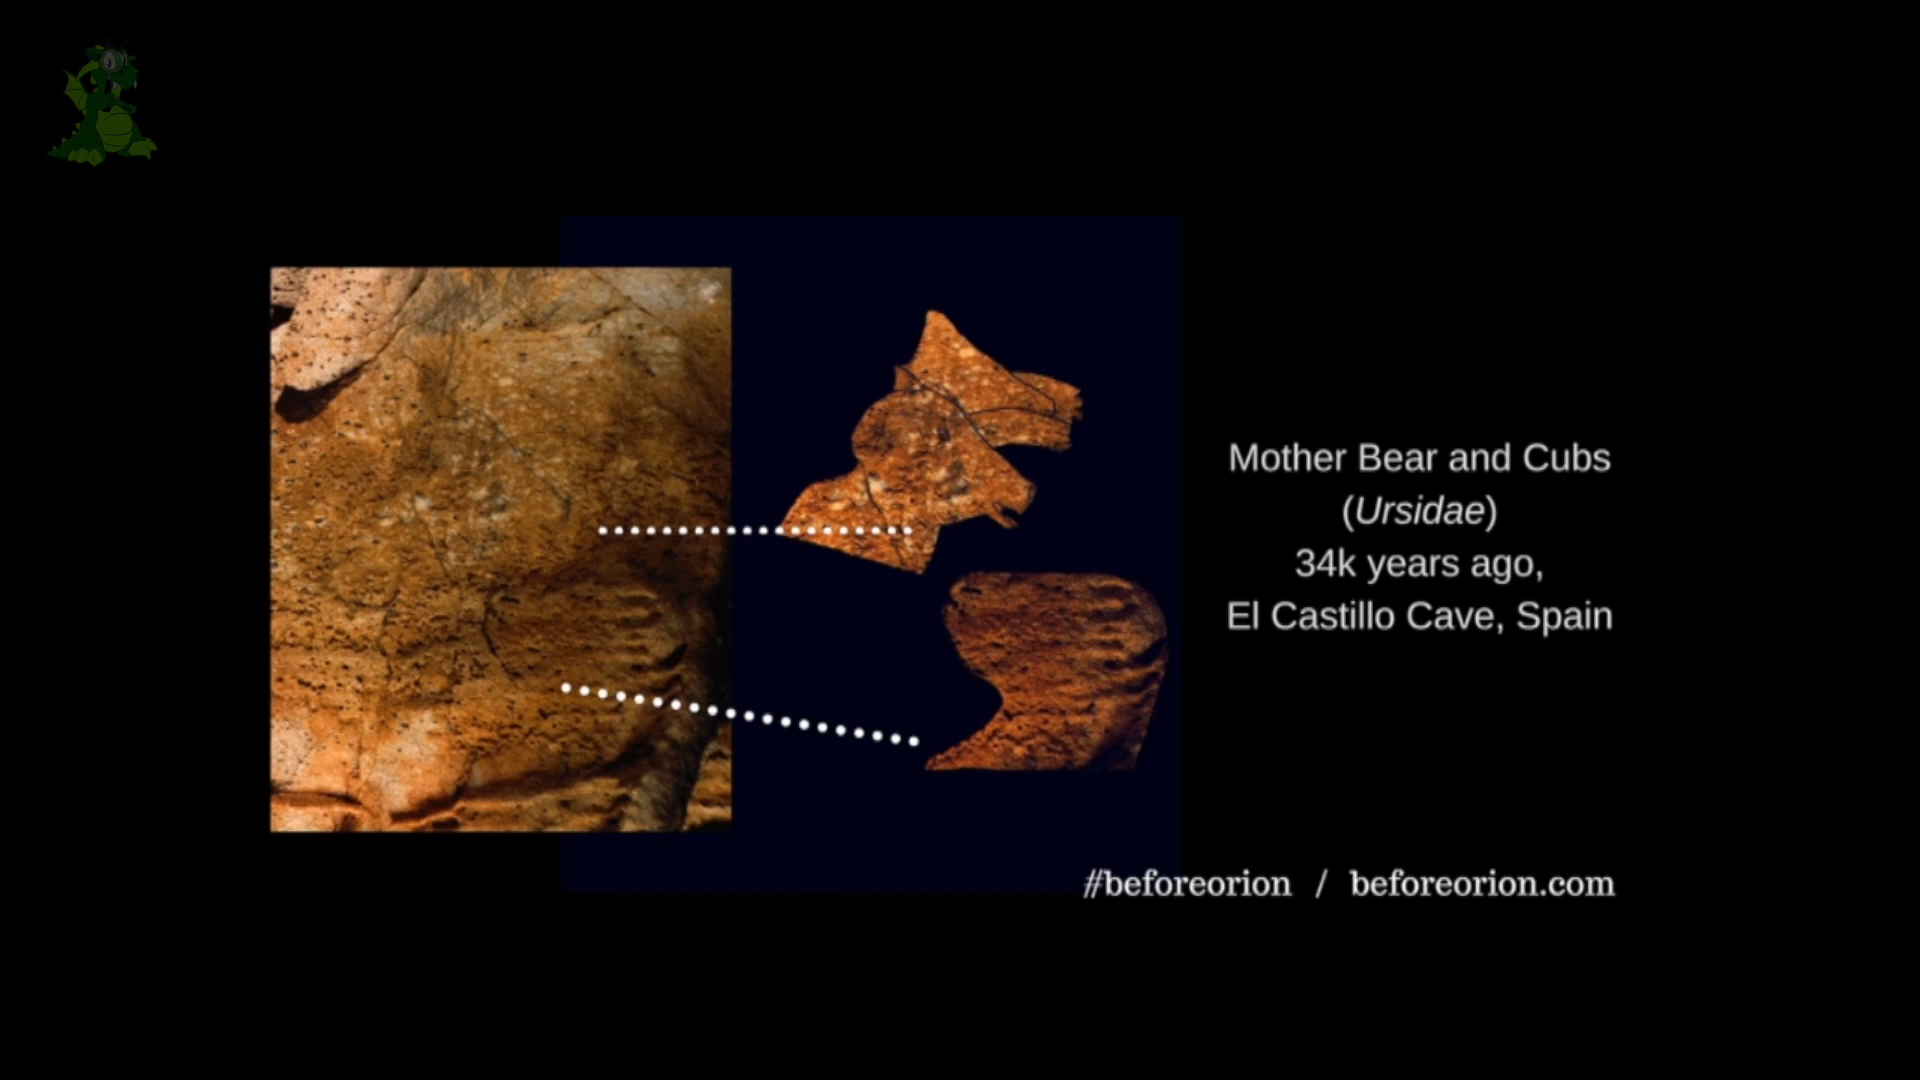 Mother Bear and Cubs
(Ursidae)
34k years ago,
El Castillo Cave, Spain
#beforeorion / beforeorion.com